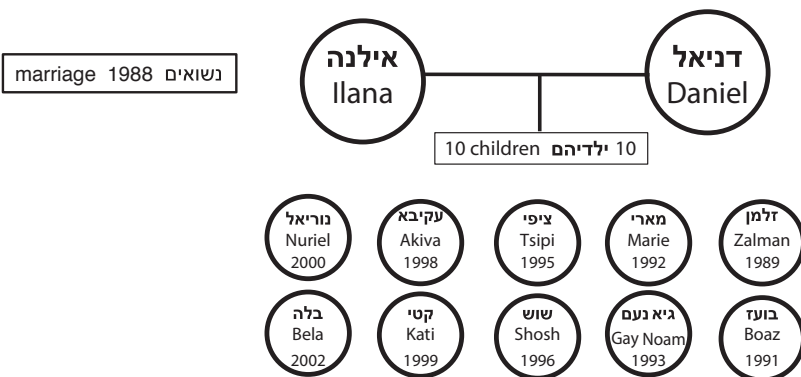 אילנה
Ilana
דניאל
Daniel
marriage 1988 נשואים
10 children ילדיהם 10
נוריאל
Nuriel
2000
עקיבא
Akiva
1998
ציפי
Tsipi
1995
מארי
Marie
1992
זלמן
Zalman
1989
בלה
Bela
2002
קטי
Kati
1999
שוש
Shosh
1996
גיא נעם
Gay Noam
1993
בועז
Boaz
1991